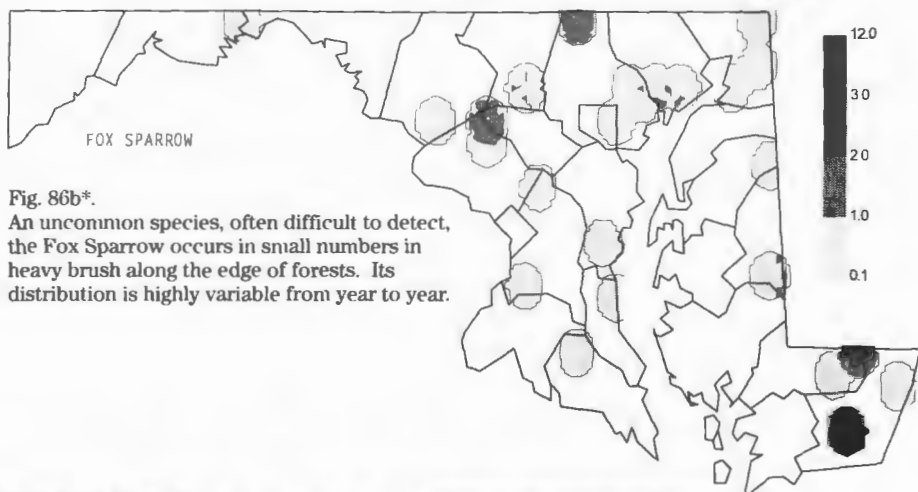 12.0
3.0
2.0
1.0
0.1
FOX SPARROW
Fig. 86b*.
An uncommon species, often difficult to detect,
the Fox Sparrow occurs in small numbers in
heavy brush along the edge of forests. Its
distribution is highly variable from year to year.